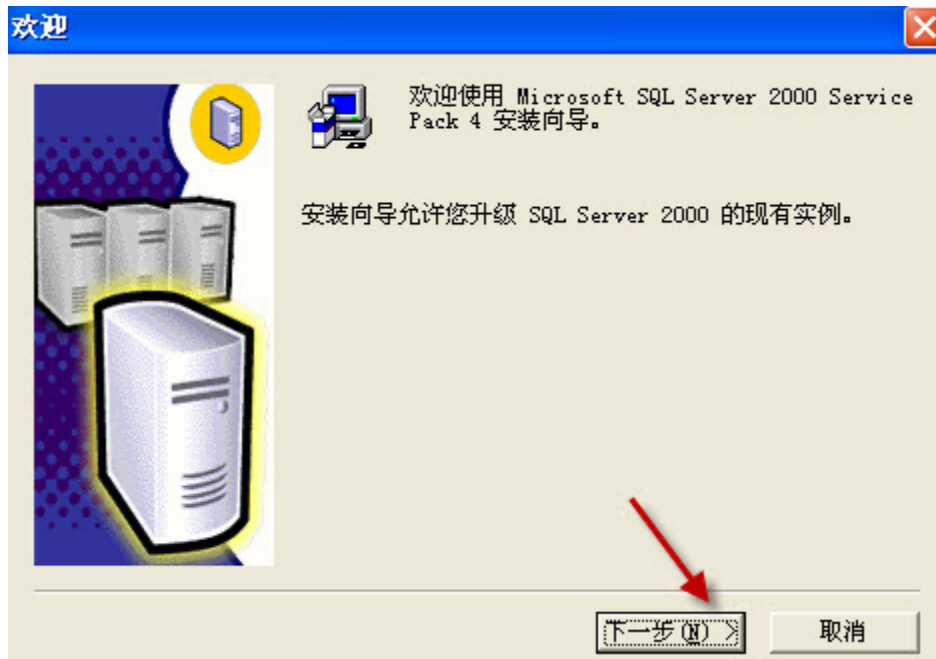 欢迎
欢迎使用 Microsoft SQL Server 2000 Service
Pack 4 安装向导。
安装向导允许您升级 SQL Server 2000 的现有实例。
下一步(N) >
取消